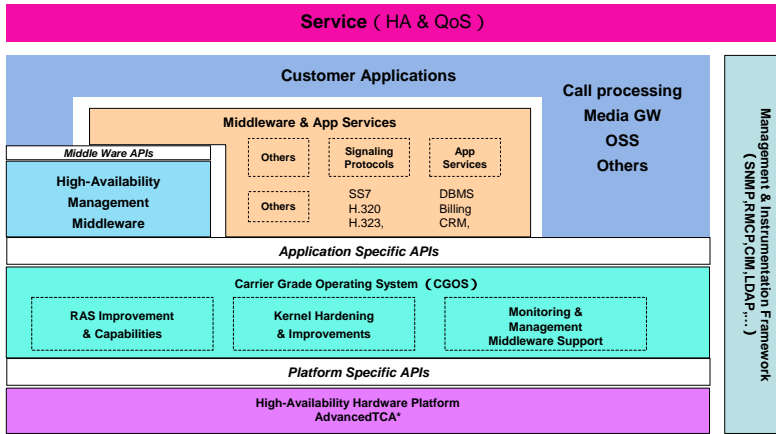 Service ( HA & QoS )
Customer Applications
Call processing
Media GW
OSS
Others
Middleware & App Services
Others
Signaling
Protocols
App
Services
Others
SS7
H.320
H.323,
DBMS
Billing
CRM,
Middle Ware APIs
High-Availability
Management
Middleware
Application Specific APIs
Carrier Grade Operating System ( CGOS )
RAS Improvement
& Capabilities
Kernel Hardening
& Improvements
Monitoring &
Management
Middleware Support
Platform Specific APIs
High-Availability Hardware Platform
AdvancedTCA*
Management & Instrumentation Framework
(SNMP,RMCP,CIM,LDAP,...)